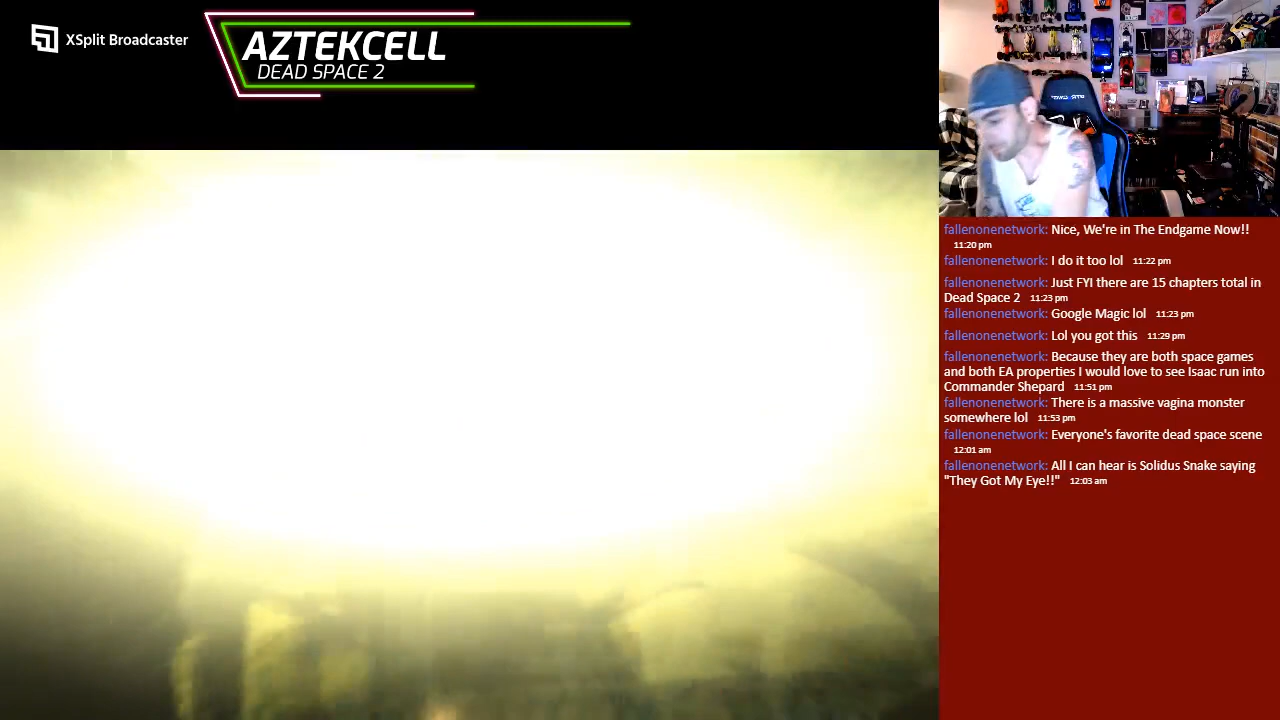 XSplit Broadcaster
AZTEKCELL
DEAD SPACE 2
fallenonenetwork: Nice, We're in The Endgame Now!!
11:20 pm
fallenonenetwork: I do it too lol 11:22 pm
fallenonenetwork: Just FYI there are 15 chapters total in
Dead Space 2 11:23 pm
fallenonenetwork: Google Magic lol 11:23 pm
fallenonenetwork: Lol you got this 11:29 pm
fallenonenetwork: Because they are both space games
and both EA properties I would love to see Isaac run into
Commander Shepard 11:51 pm
fallenonenetwork: There is a massive vagina monster
somewhere lol 11:53 pm
fallenonenetwork: Everyone's favorite dead space scene
12:01 am
fallenonenetwork: All I can hear is Solidus Snake saying
"They Got My Eye!!" 12:03 am